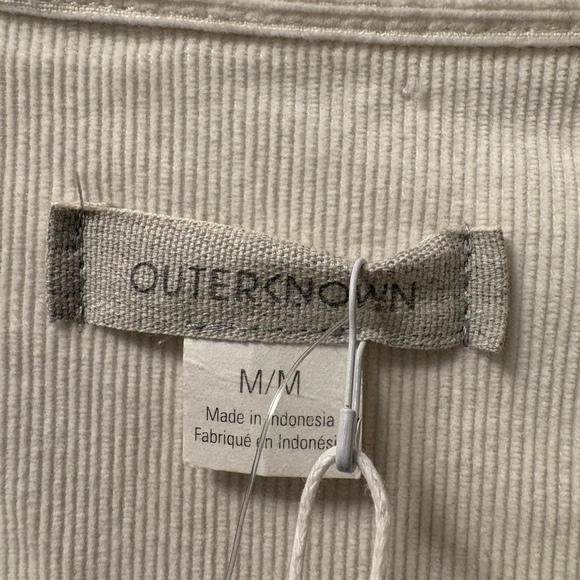 OUTERKNOWN
M/M
Made in Indonesia
Fabriqué en Indonésie